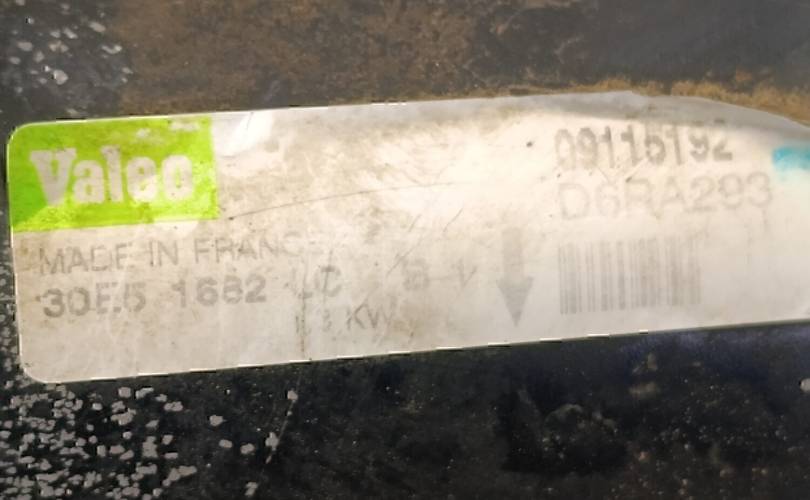 Valeo
09115192
D6RA293
MADE IN FRANCE
30E5 1682
KW